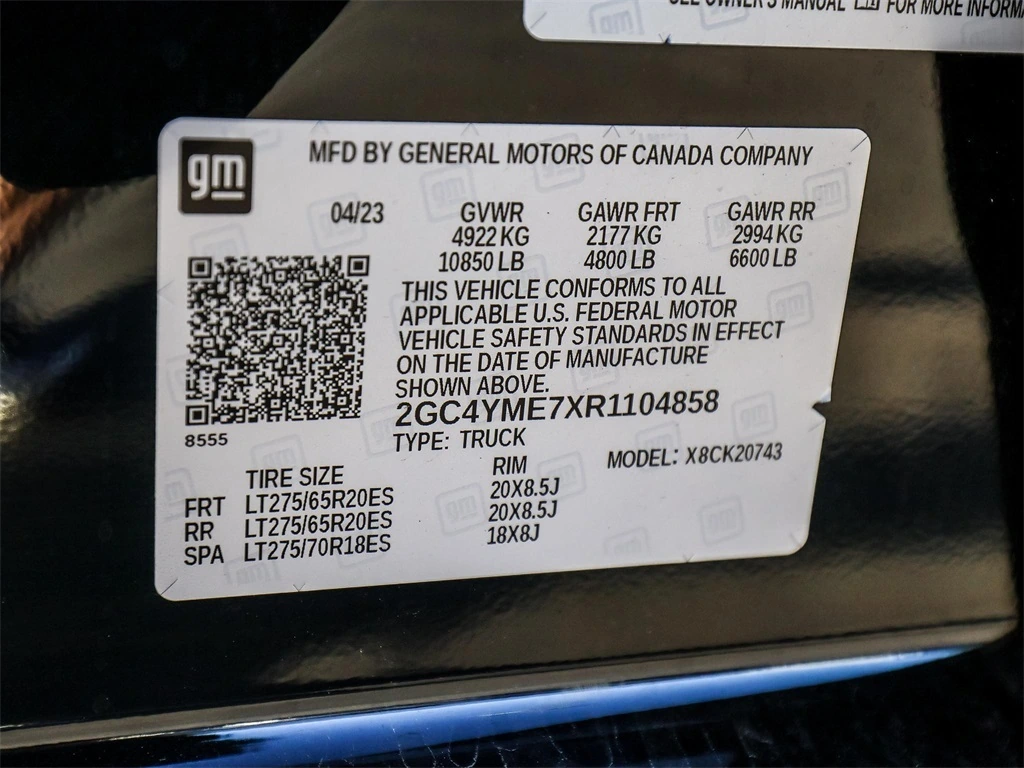 SEE OWNER'S MANUAL FOR MORE
gm
MFD BY GENERAL MOTORS OF CANADA COMPANY
04/23 GVWR GAWR FRT GAWR RR
4922 KG 2177 KG 2994 KG
10850 LB 4800 LB 6600 LB
THIS VEHICLE CONFORMS TO ALL
APPLICABLE U.S. FEDERAL MOTOR
VEHICLE SAFETY STANDARDS IN EFFECT
ON THE DATE OF MANUFACTURE
SHOWN ABOVE.
2GC4YME7XR1104858
8555
TYPE: TRUCK
MODEL: X8CK20743
TIRE SIZE RIM
FRT LT275/65R20ES 20X8.5J
RR LT275/65R20ES 20X8.5J
SPA LT275/70R18ES 18X8J